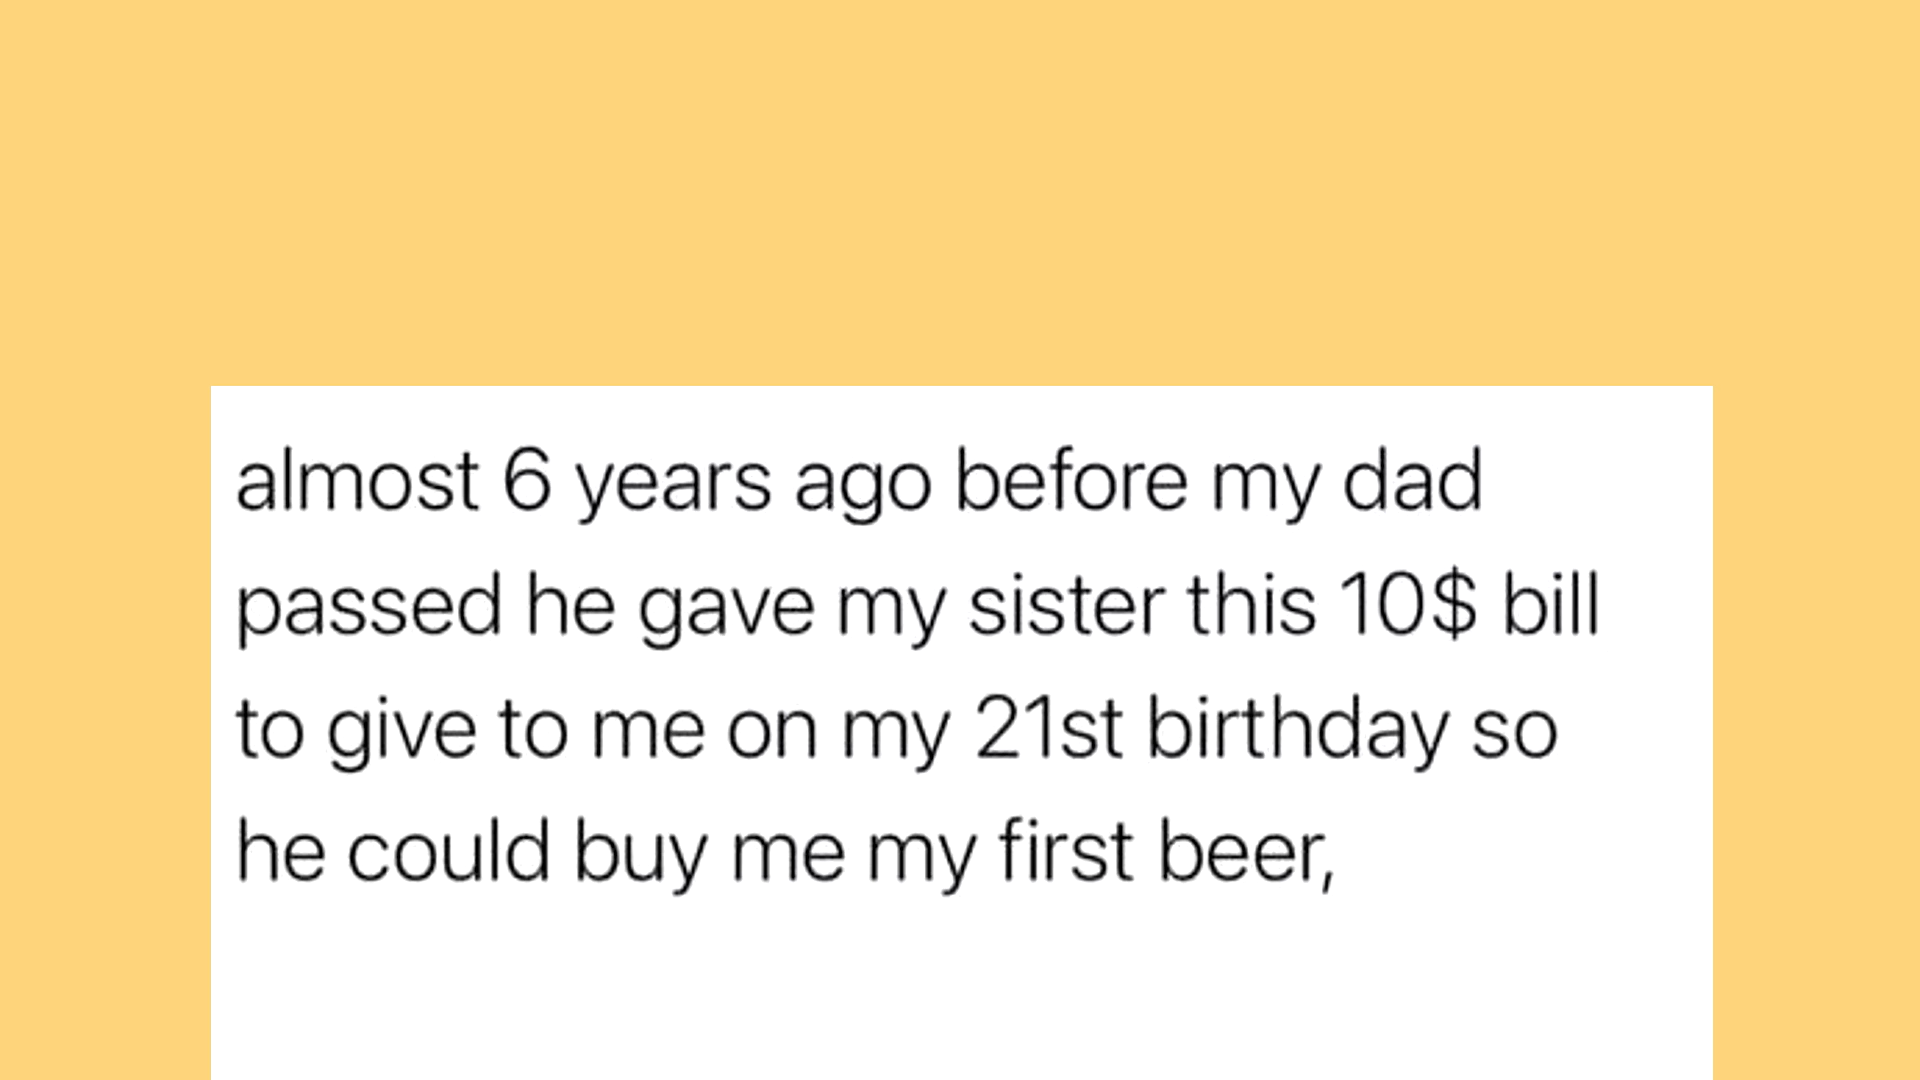 almost 6 years ago before my dad
passed he gave my sister this 10$ bill
to give to me on my 21st birthday so
he could buy me my first beer,